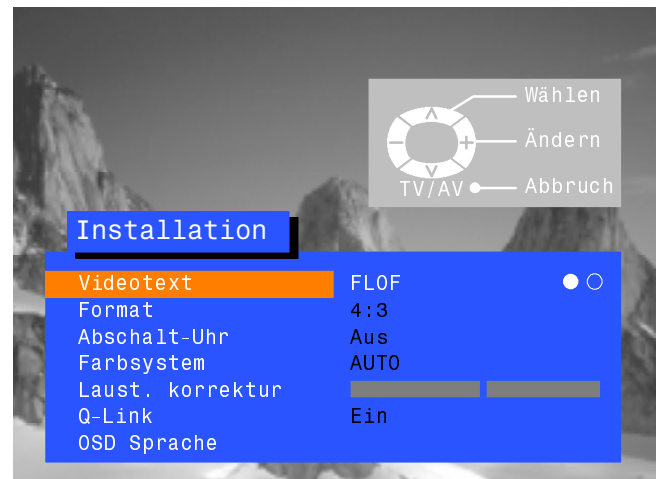 Wählen
Ändern
TV/AV Abbruch
Installation
Videotext FLOF
Format 4:3
Abschalt-Uhr Aus
Farbsystem AUTO
Laust. korrektur
Q-Link Ein
OSD Sprache